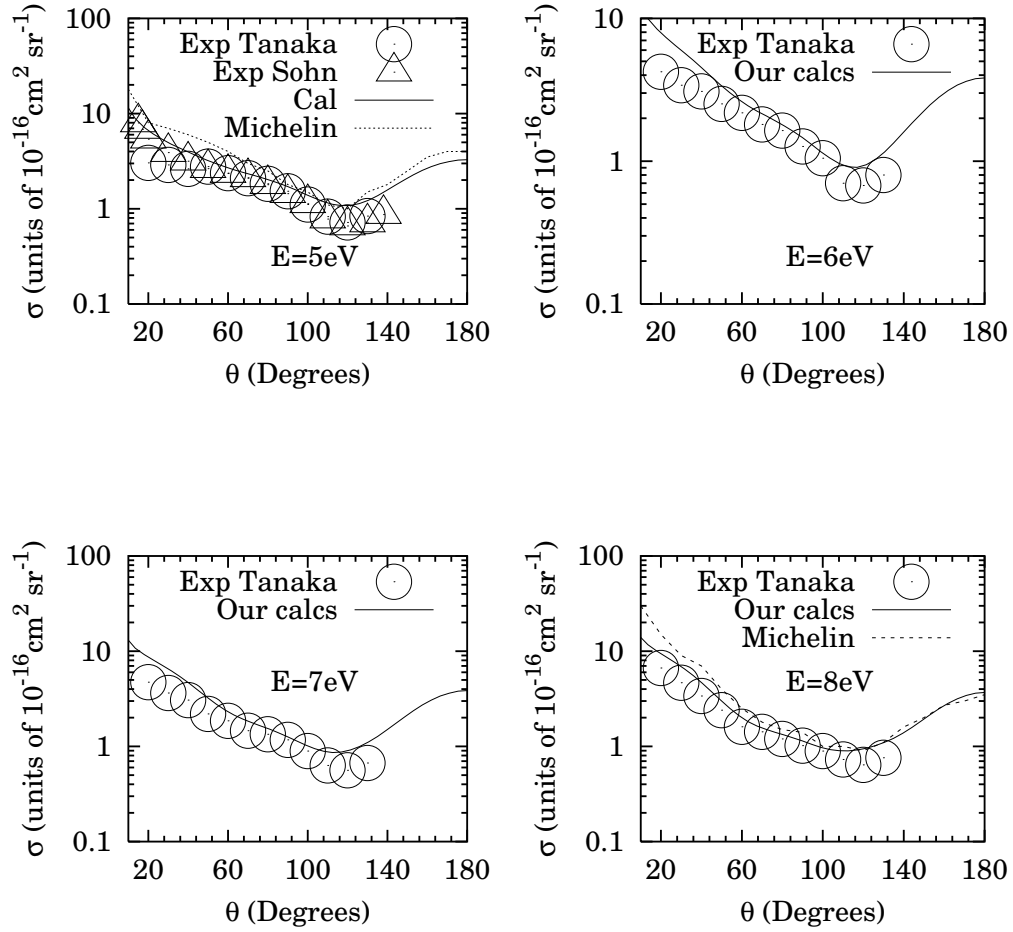 100
10
1
0.1
σ (units of 10⁻¹⁶cm² sr⁻¹)
Exp Tanaka
Exp Sohn
Cal
Michelin
E=5eV
20 60 100 140 180
θ (Degrees)
10
1
0.1
σ (units of 10⁻¹⁶cm² sr⁻¹)
Exp Tanaka
Our calcs
E=6eV
20 60 100 140 180
θ (Degrees)
100
10
1
0.1
σ (units of 10⁻¹⁶cm² sr⁻¹)
Exp Tanaka
Our calcs
E=7eV
20 60 100 140 180
θ (Degrees)
100
10
1
0.1
σ (units of 10⁻¹⁶cm² sr⁻¹)
Exp Tanaka
Our calcs
Michelin
E=8eV
20 60 100 140 180
θ (Degrees)